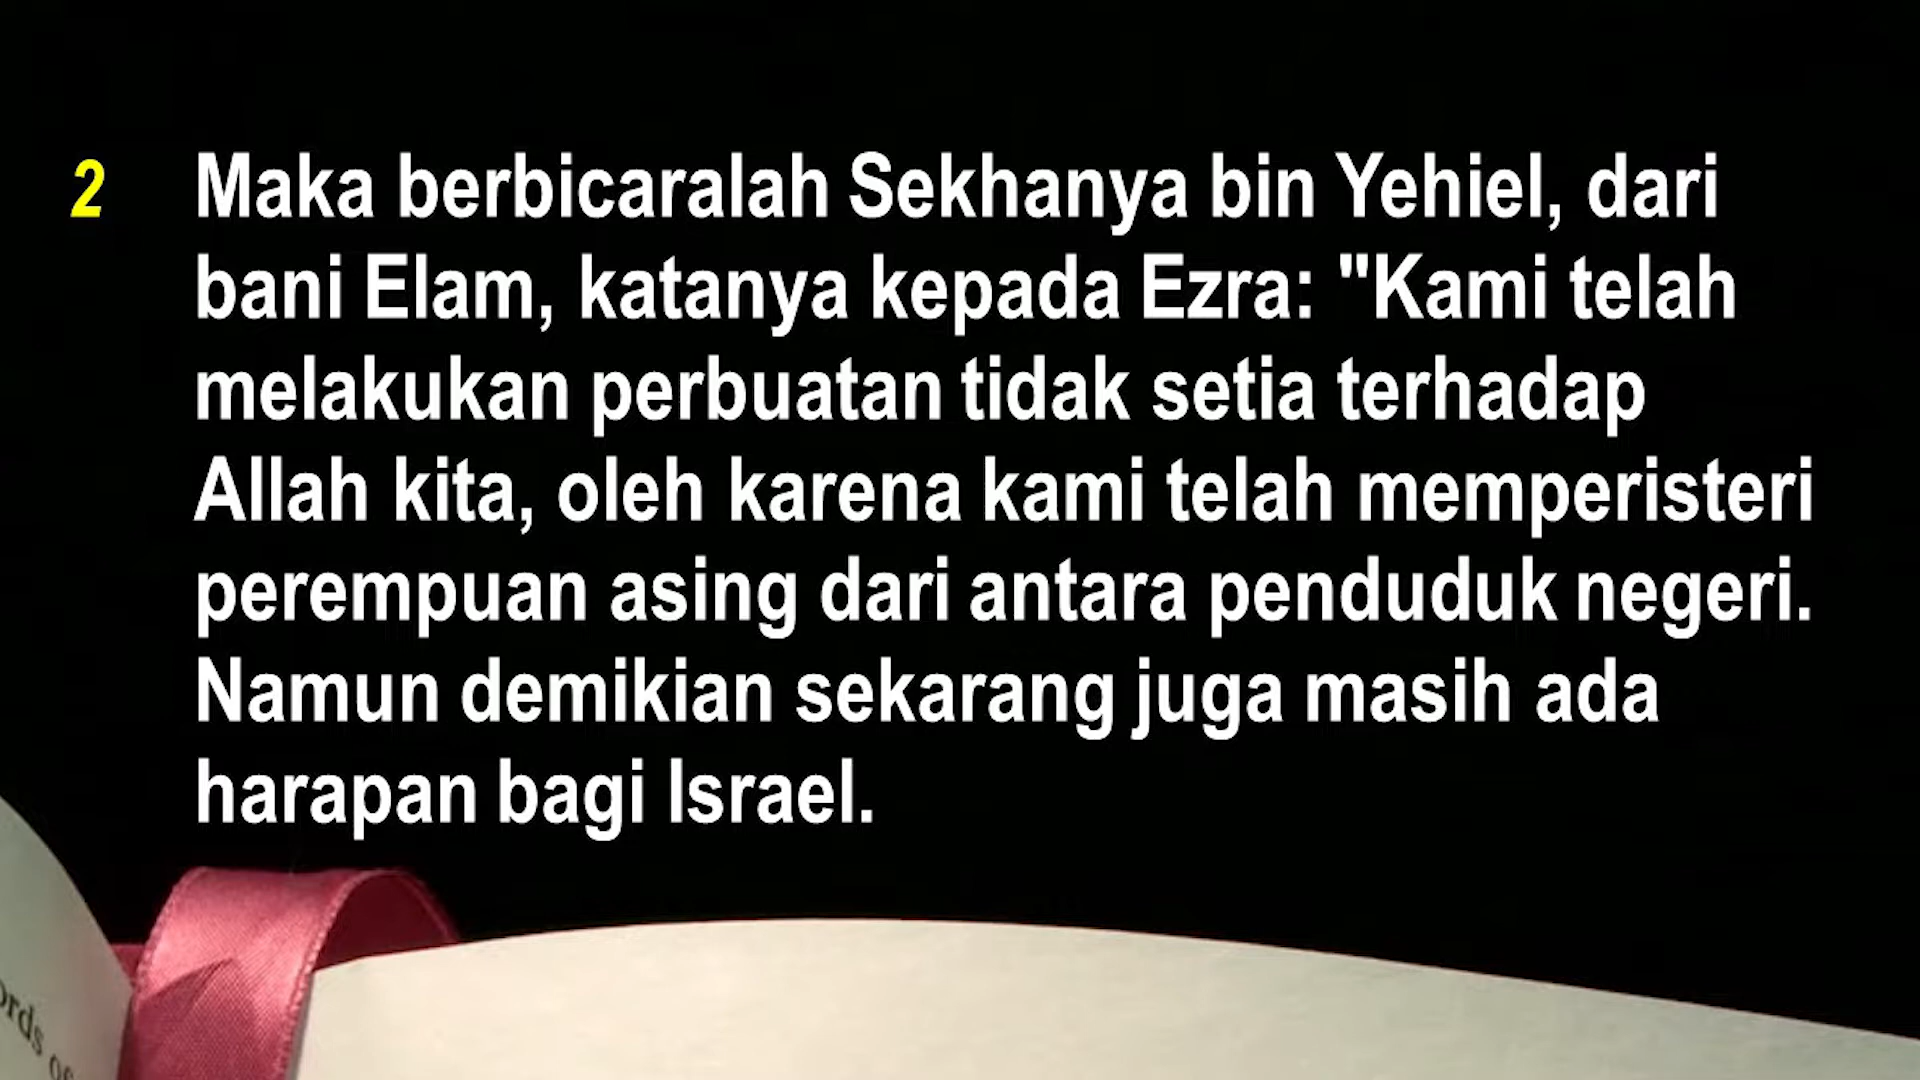 2 Maka berbicaralah Sekhanya bin Yehiel, dari
bani Elam, katanya kepada Ezra: "Kami telah
melakukan perbuatan tidak setia terhadap
Allah kita, oleh karena kami telah memperisteri
perempuan asing dari antara penduduk negeri.
Namun demikian sekarang juga masih ada
harapan bagi Israel.
of